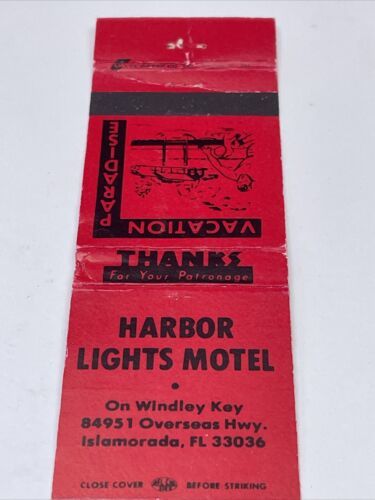 VACATION
PARADISE
THANKS
For Your Patronage
HARBOR
LIGHTS MOTEL
•
On Windley Key
84951 Overseas Hwy.
Islamorada, FL 33036
CLOSE COVER BEFORE STRIKING